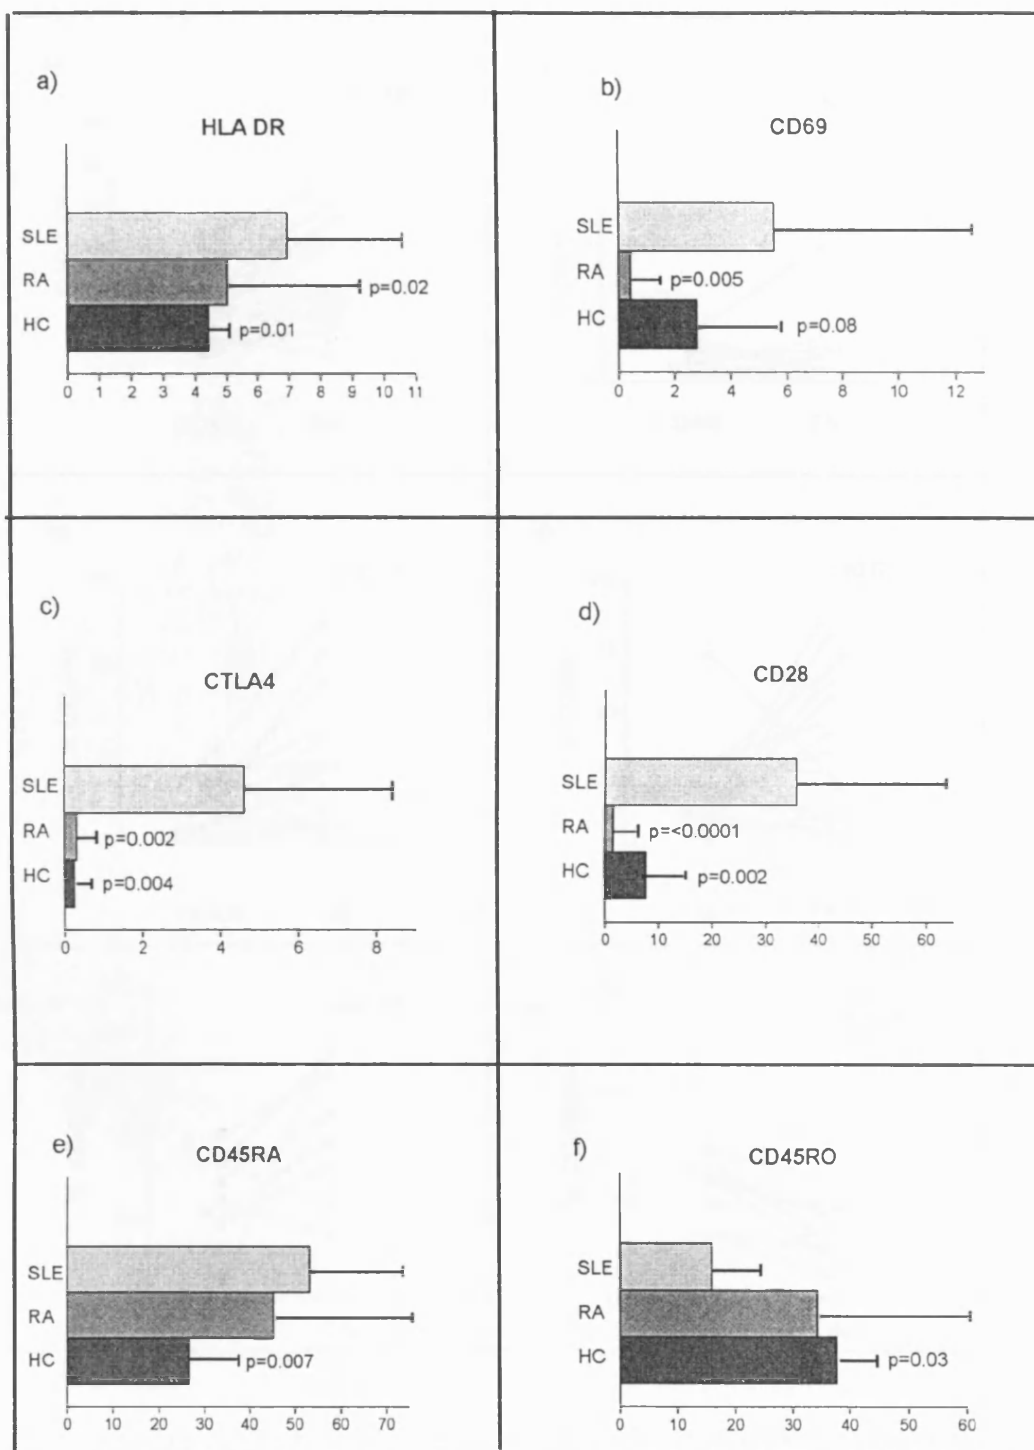 a)
HLA DR
SLE
RA
p=0.02
HC
p=0.01
0 1 2 3 4 5 6 7 8 9 10 11
b)
CD69
SLE
RA
p=0.005
HC
p=0.08
0 2 4 6 8 10 12
c)
CTLA4
SLE
RA
p=0.002
HC
p=0.004
0 2 4 6 8
d)
CD28
SLE
RA
p=<0.0001
HC
p=0.002
0 10 20 30 40 50 60
e)
CD45RA
SLE
RA
HC
p=0.007
0 10 20 30 40 50 60 70
f)
CD45RO
SLE
RA
HC
p=0.03
0 10 20 30 40 50 60